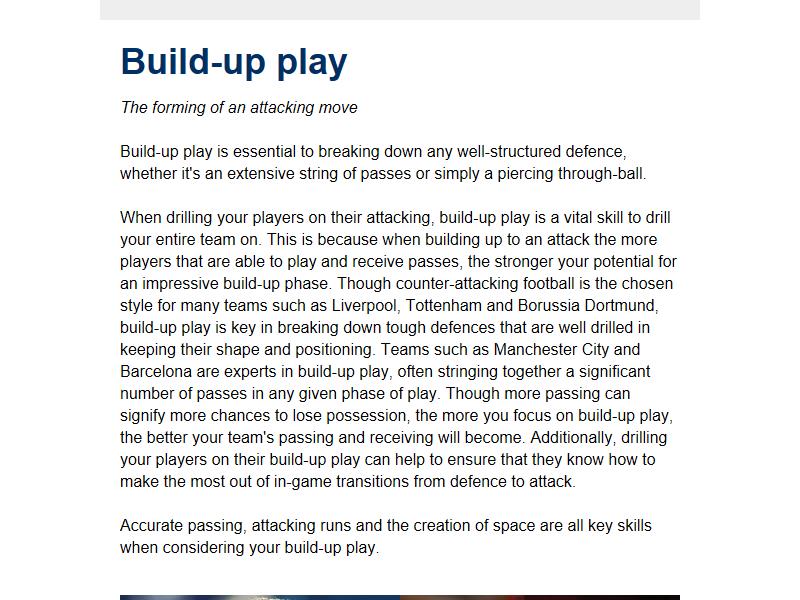 Build-up play
The forming of an attacking move
Build-up play is essential to breaking down any well-structured defence,
whether it's an extensive string of passes or simply a piercing through-ball.
When drilling your players on their attacking, build-up play is a vital skill to drill
your entire team on. This is because when building up to an attack the more
players that are able to play and receive passes, the stronger your potential for
an impressive build-up phase. Though counter-attacking football is the chosen
style for many teams such as Liverpool, Tottenham and Borussia Dortmund,
build-up play is key in breaking down tough defences that are well drilled in
keeping their shape and positioning. Teams such as Manchester City and
Barcelona are experts in build-up play, often stringing together a significant
number of passes in any given phase of play. Though more passing can
signify more chances to lose possession, the more you focus on build-up play,
the better your team's passing and receiving will become. Additionally, drilling
your players on their build-up play can help to ensure that they know how to
make the most out of in-game transitions from defence to attack.
Accurate passing, attacking runs and the creation of space are all key skills
when considering your build-up play.